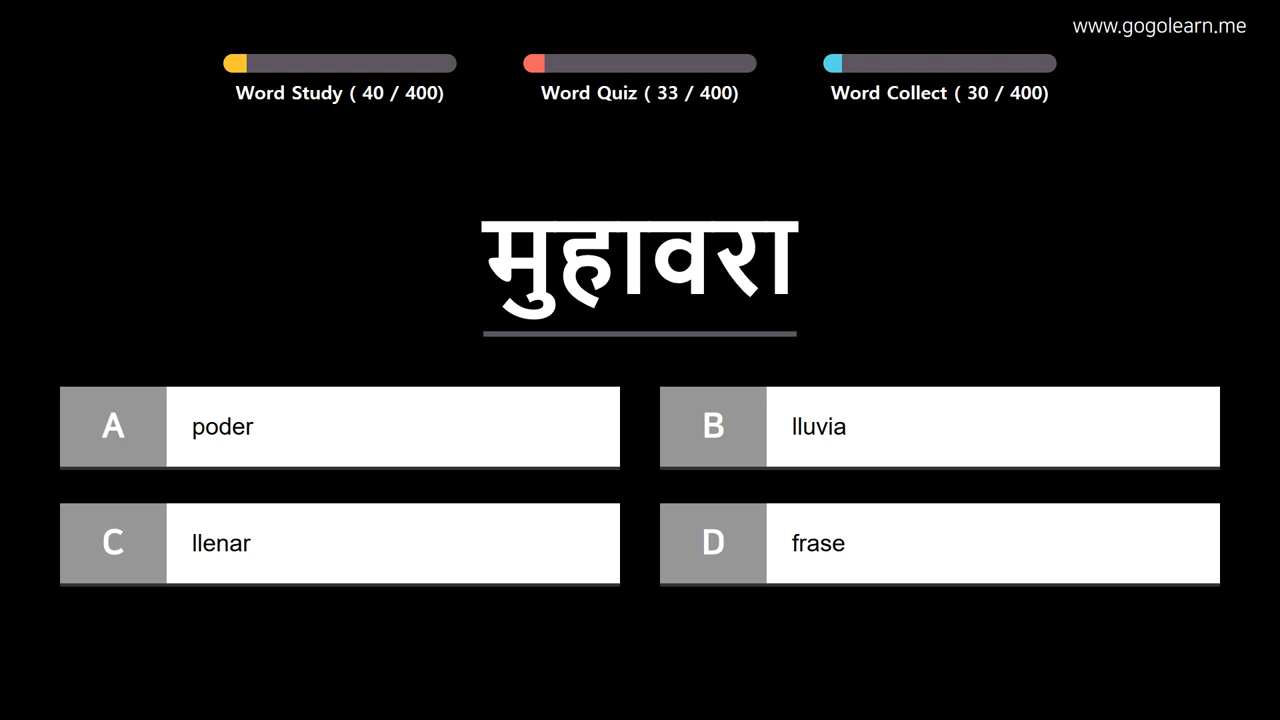 www.gogolearn.me
Word Study ( 40 / 400)
Word Quiz ( 33 / 400)
Word Collect ( 30 / 400)
मुहावरा
A poder
B lluvia
C llenar
D frase